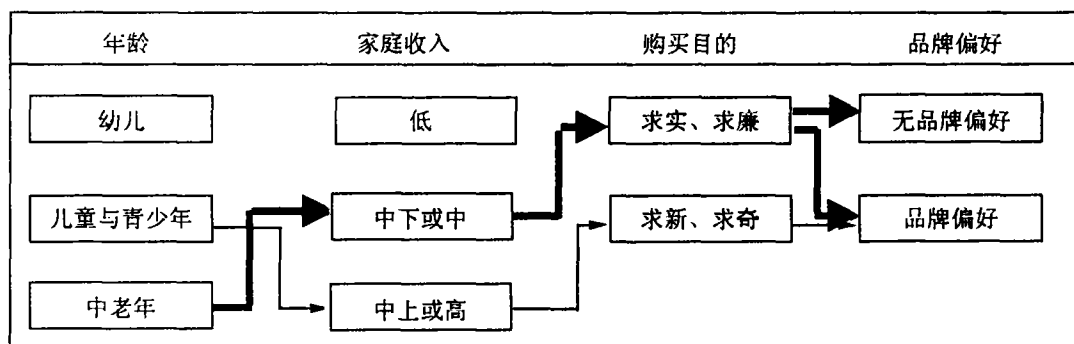 年龄 家庭收入 购买目的 品牌偏好
幼儿 低 求实、求廉 无品牌偏好
儿童与青少年 中下或中 求新、求奇 品牌偏好
中老年 中上或高